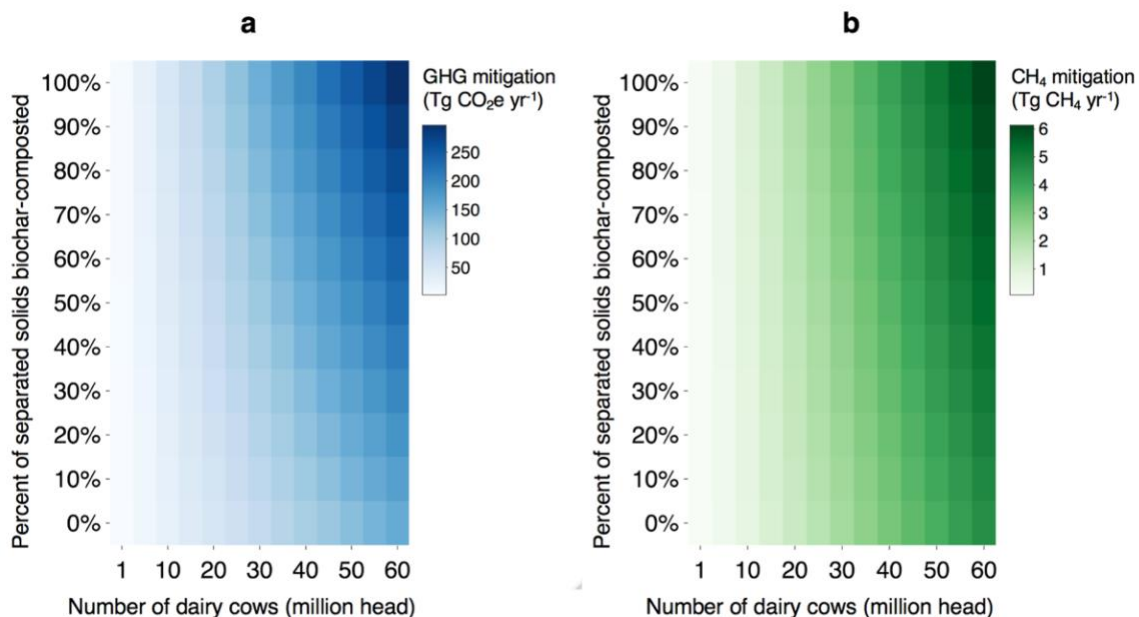 a
Percent of separated solids biochar-composted
100%
90%
80%
70%
60%
50%
40%
30%
20%
10%
0%
1 10 20 30 40 50 60
Number of dairy cows (million head)
GHG mitigation
(Tg CO₂e yr⁻¹)
250
200
150
100
50
b
Percent of separated solids biochar-composted
100%
90%
80%
70%
60%
50%
40%
30%
20%
10%
0%
1 10 20 30 40 50 60
Number of dairy cows (million head)
CH₄ mitigation
(Tg CH₄ yr⁻¹)
6
5
4
3
2
1